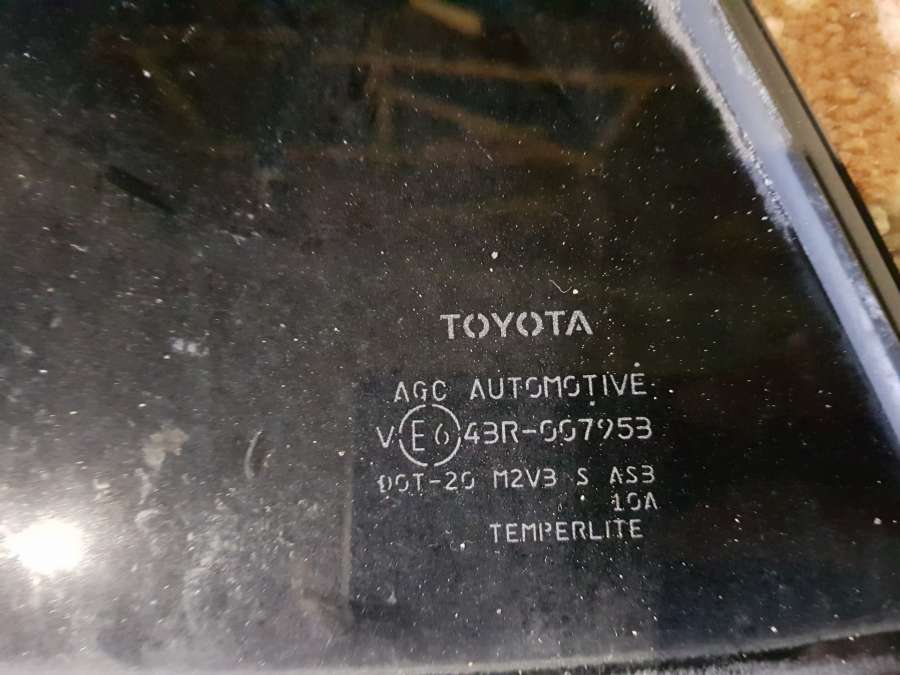 TOYOTA
AGC AUTOMOTIVE
V E6 43R-007953
DOT-20 M2V3 S AS3
10A
TEMPERLITE